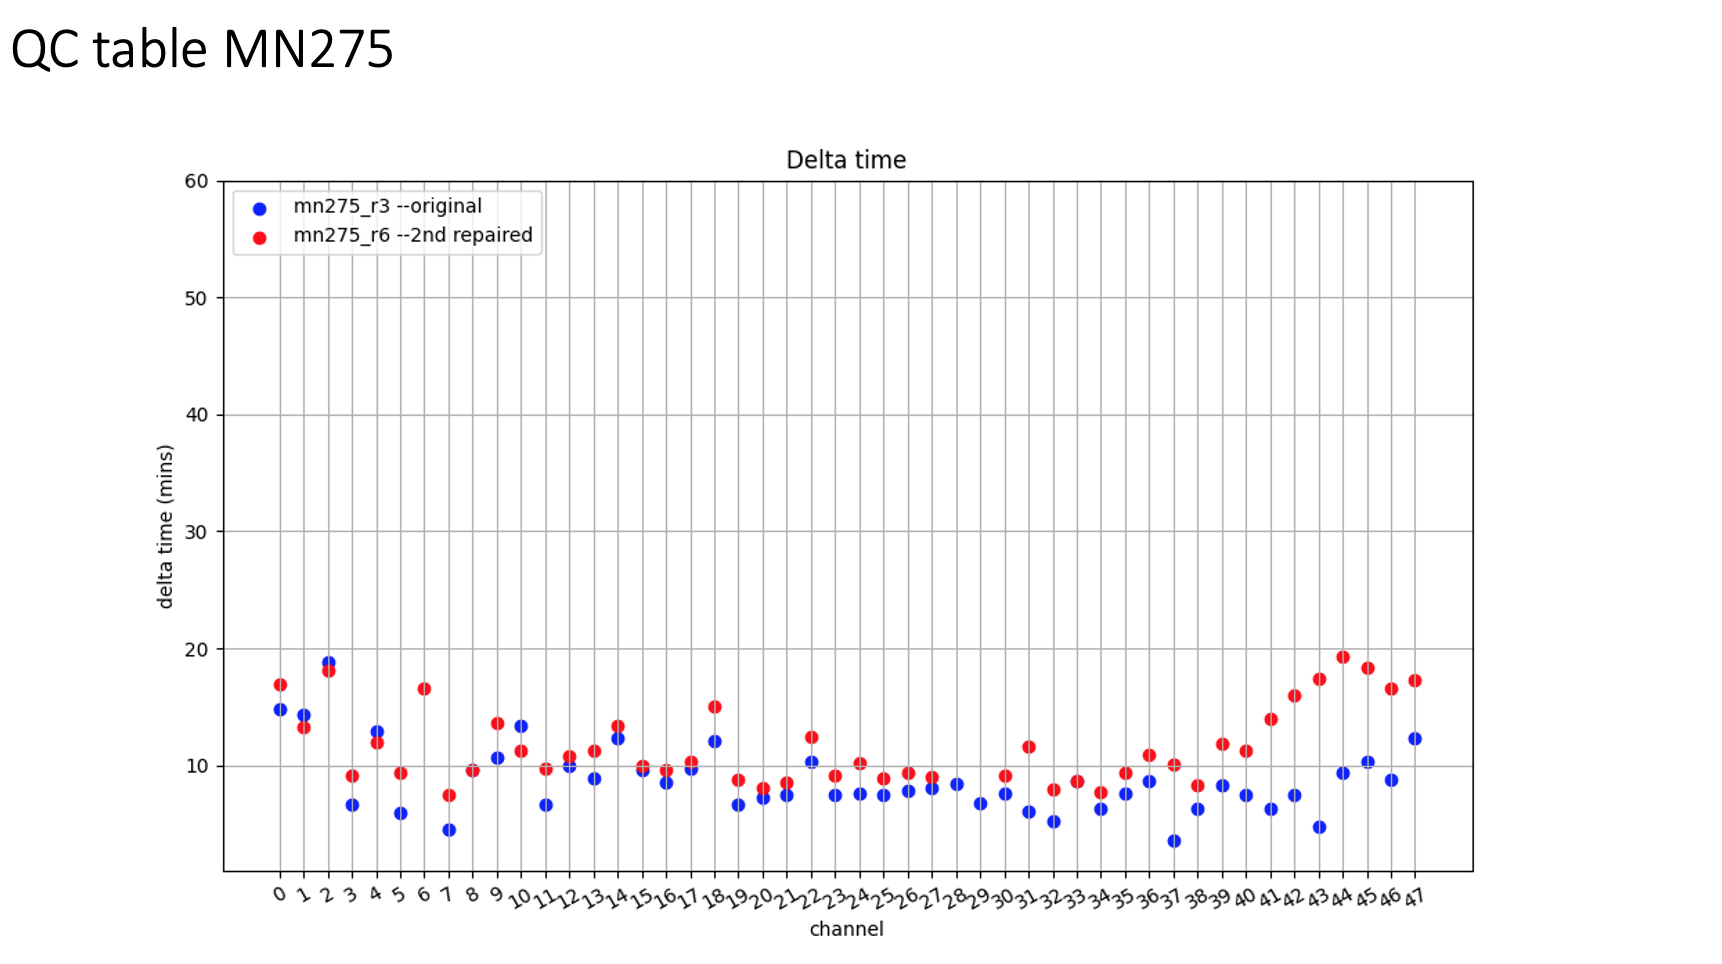 QC table MN275
Delta time
60
mn275_r3 --original
mn275_r6 --2nd repaired
50
40
30
20
10
delta time (mins)
0 1 2 3 4 5 6 7 8 9 10 11 12 13 14 15 16 17 18 19 20 21 22 23 24 25 26 27 28 29 30 31 32 33 34 35 36 37 38 39 40 41 42 43 44 45 46 47
channel